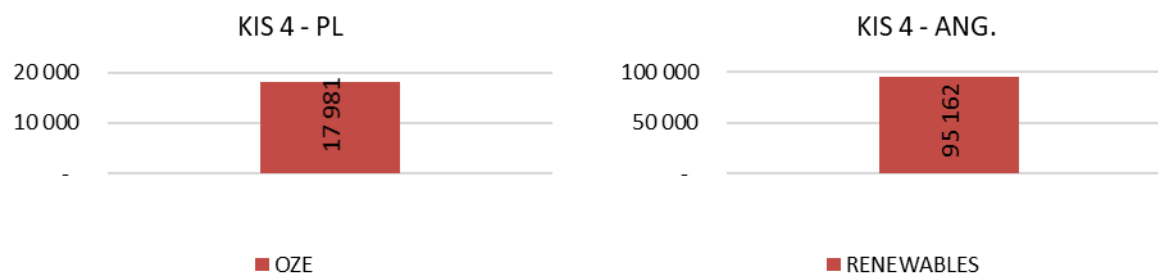 KIS 4 - PL
20 000
10 000
-
17 981
OZE
KIS 4 - ANG.
100 000
50 000
-
95 162
RENEWABLES